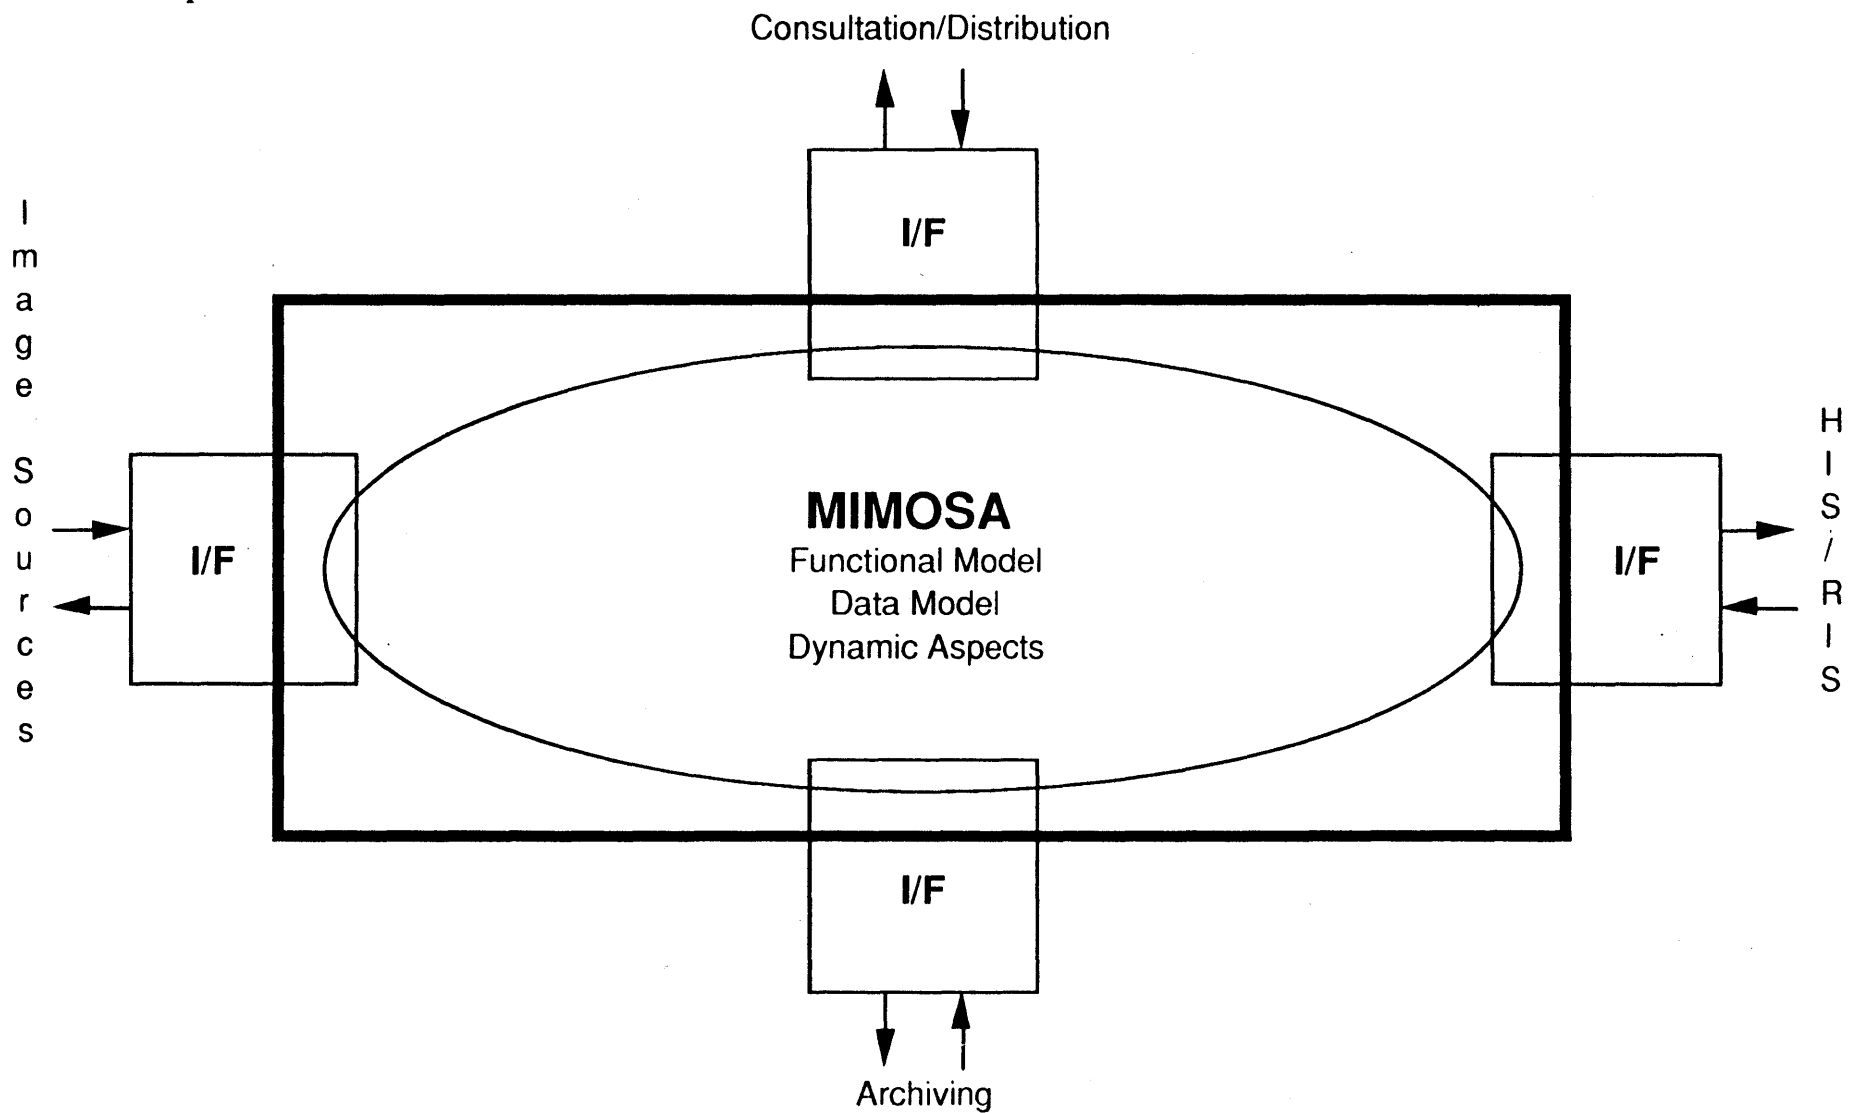 Consultation/Distribution
I/F
Image Sources
I/F
MIMOSA
Functional Model
Data Model
Dynamic Aspects
I/F
HIS/RIS
I/F
Archiving